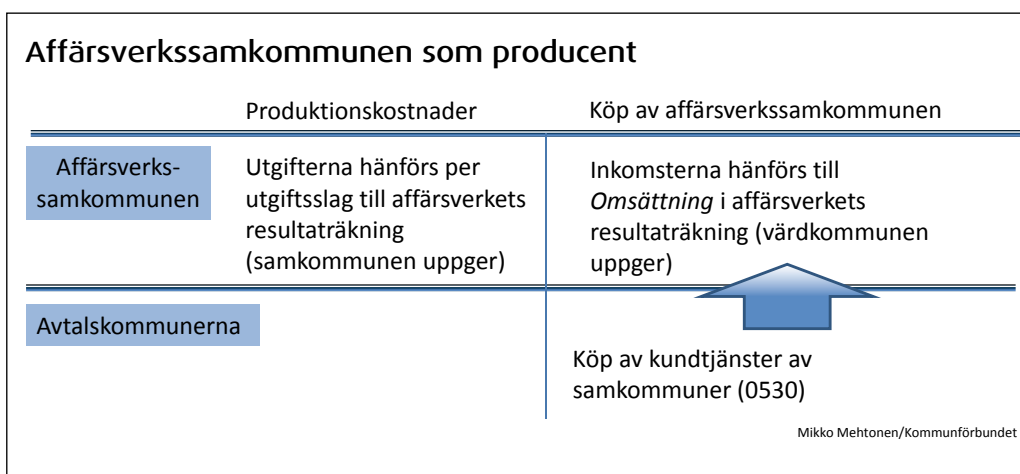 Affärsverkssamkommunen som producent
Produktionskostnader
Köp av affärsverkssamkommunen
Affärsverks-
samkommunen
Utgifterna hänförs per
utgiftsslag till affärsverkets
resultaträkning
(samkommunen uppger)
Inkomsterna hänförs till
Omsättning i affärsverkets
resultaträkning (värdkommunen
uppger)
Avtalskommunerna
Köp av kundtjänster av
samkommuner (0530)
Mikko Mehtonen/Kommunförbundet